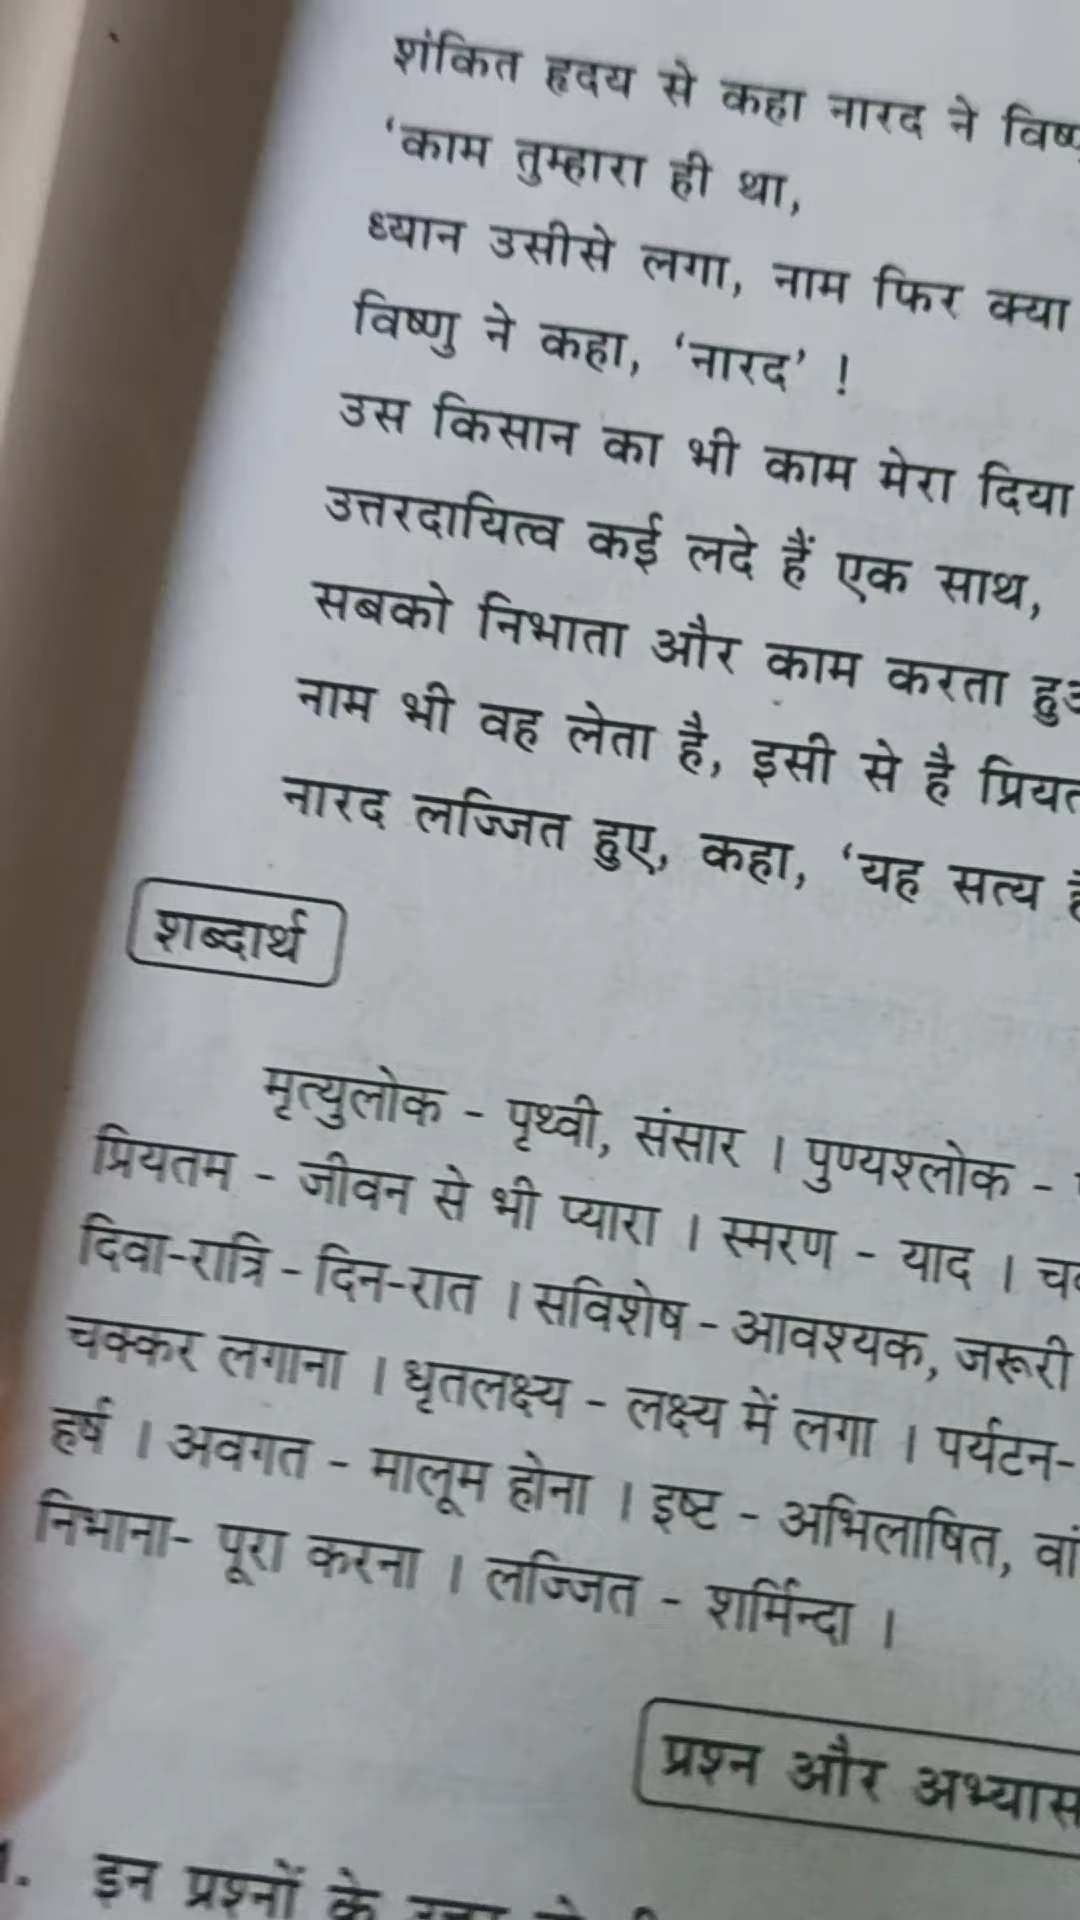 शंकित हृदय से कहा नारद ने
'काम तुम्हारा ही था,
ध्यान उसीसे लगा, नाम फिर क्या
विष्णु ने कहा, 'नारद' !
उस किसान का भी काम मेरा दिया
उत्तरदायित्व कई लदे हैं एक साथ,
सबको निभाता और काम करता
नाम भी वह लेता है, इसी से है
नारद लज्जित हुए, कहा, 'यह सत्य
शब्दार्थ
मृत्युलोक - पृथ्वी, संसार । पुण्यश्लोक -
प्रियतम - जीवन से भी प्यारा । स्मरण - याद ।
दिवा-रात्रि - दिन-रात । सविशेष - आवश्यक, जरूरी
चक्कर लगाना । धृतलक्ष्य - लक्ष्य में लगा । पर्यटन-
हर्ष । अवगत - मालूम होना । इष्ट - अभिलाषित,
निभाना- पूरा करना । लज्जित - शर्मिन्दा ।
प्रश्न और अभ्यास
1. इन प्रश्नों के